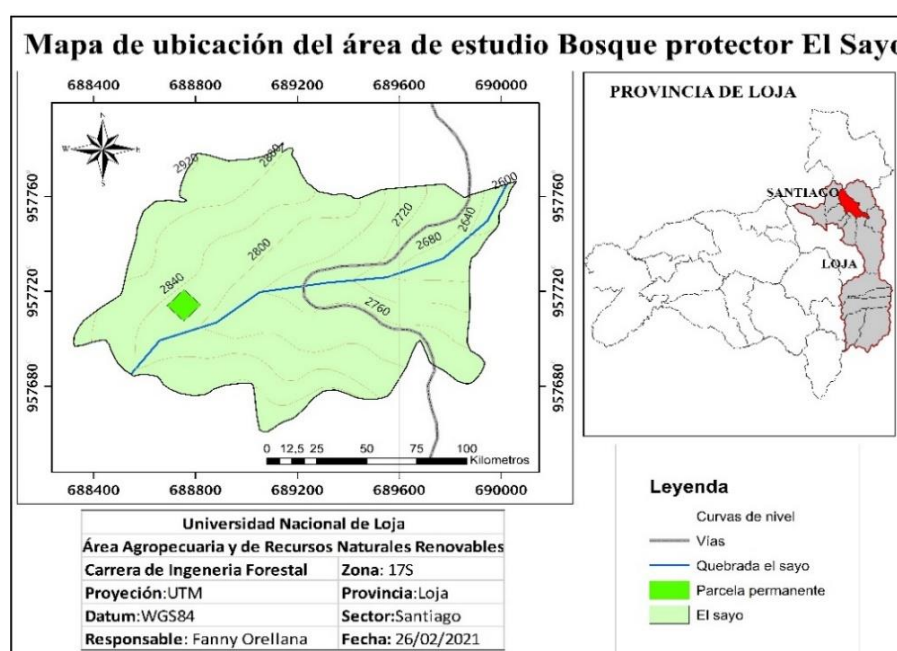 Mapa de ubicación del área de estudio Bosque protector El Sayo
688400 688800 689200 689600 690000
N
W E
S
957760
957720
957680
957760
957720
957680
2920
2880
2840
2800
2720
2680
2640
2600
2760
0 12,5 25 50 75 100
Kilometros
688400 688800 689200 689600 690000
PROVINCIA DE LOJA
SANTIAGO
LOJA
Universidad Nacional de Loja
Área Agropecuaria y de Recursos Naturales Renovables
Carrera de Ingeneria Forestal Zona: 17S
Proyeción:UTM Provincia:Loja
Datum:WGS84 Sector:Santiago
Responsable: Fanny Orellana Fecha: 26/02/2021
Leyenda
Curvas de nivel
Vías
Quebrada el sayo
Parcela permanente
El sayo